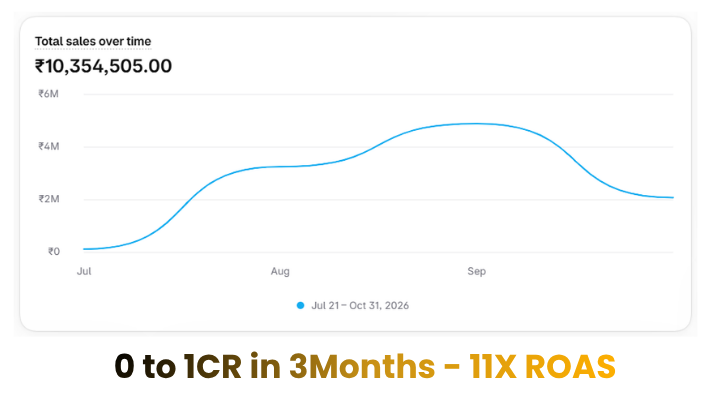 Total sales over time
₹10,354,505.00
₹6M
₹4M
₹2M
₹0
Jul Aug Sep
Jul 21 – Oct 31, 2026
0 to 1CR in 3Months - 11X ROAS